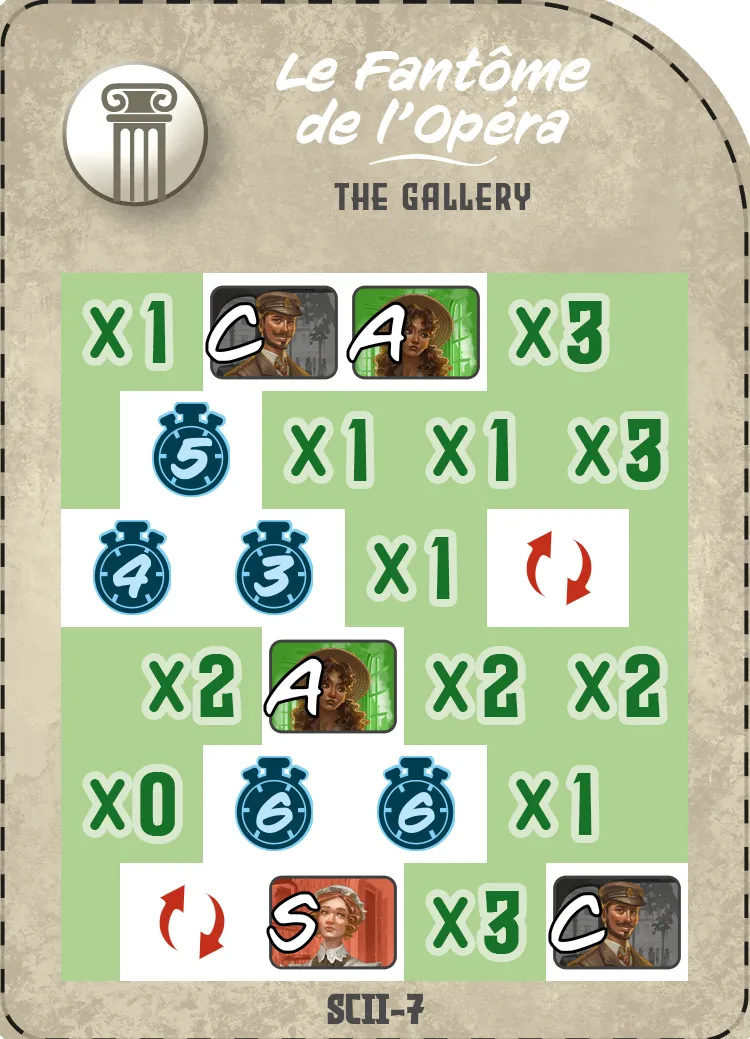 Le Fantôme
de l'Opéra
THE GALLERY
X1 C A X3
5 X1 X1 X3
4 3 X1
X2 A X2 X2
X0 6 6 X1
S X3 C
SCII-7